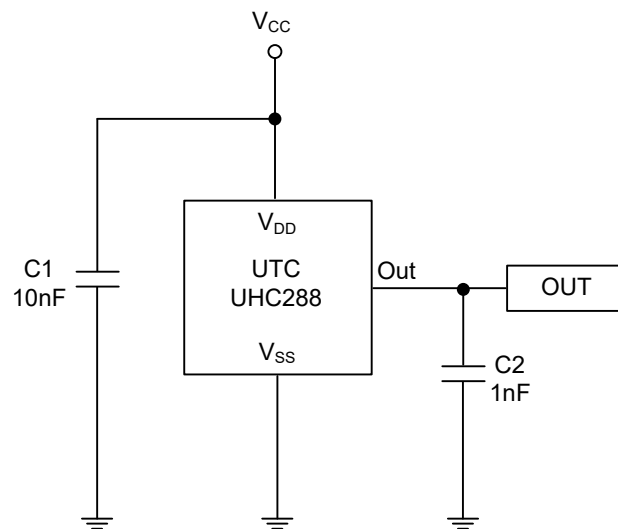 VCC
VDD
UTC
UHC288
VSS
C1
10nF
Out
OUT
C2
1nF